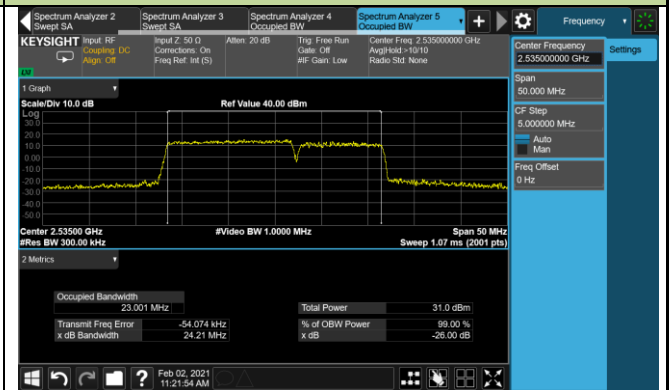 Spectrum Analyzer 2
Swept SA
Spectrum Analyzer 3
Swept SA
Spectrum Analyzer 4
Occupied BW
Spectrum Analyzer 5
Occupied BW
Frequency
KEYSIGHT
Input: RF
Coupling: DC
Align: Off
Input Z: 50 Ω
Corrections: On
Freq Ref: Int (S)
Atten: 20 dB
Trig: Free Run
Gate: Off
#IF Gain: Low
Center Freq: 2.535000000 GHz
Avg|Hold:>10/10
Radio Std: None
Center Frequency
2.535000000 GHz
Settings
Span
50.000 MHz
CF Step
5.000000 MHz
Auto
Man
Freq Offset
0 Hz
1 Graph
Scale/Div 10.0 dB
Ref Value 40.00 dBm
Log
30.0
20.0
10.0
0.00
-10.0
-20.0
-30.0
-40.0
-50.0
Center 2.53500 GHz
#Video BW 1.0000 MHz
Span 50 MHz
#Res BW 300.00 kHz
Sweep 1.07 ms (2001 pts)
2 Metrics
Occupied Bandwidth
23.001 MHz
Total Power
31.0 dBm
Transmit Freq Error
-54.074 kHz
% of OBW Power
99.00 %
x dB Bandwidth
24.21 MHz
x dB
-26.00 dB
Feb 02, 2021
11:21:54 AM